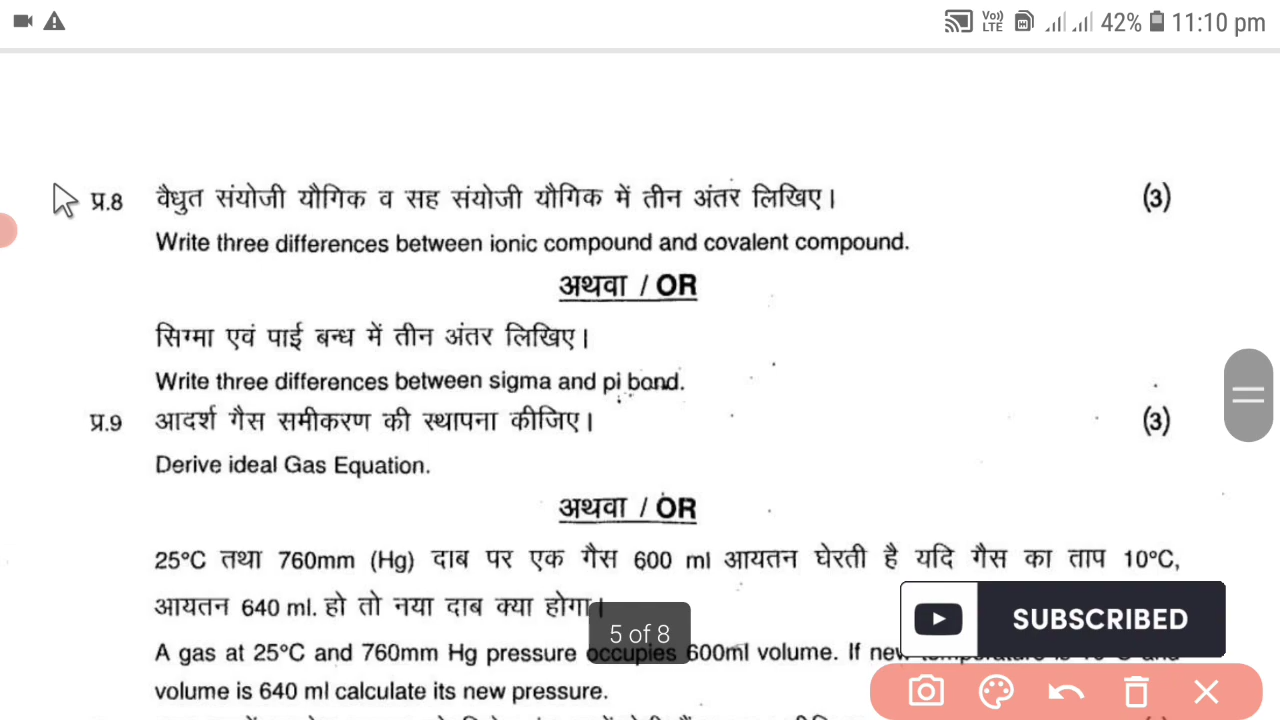 Vo)) LTE 42% 11:10 pm
प्र.8 वैधुत संयोजी यौगिक व सह संयोजी यौगिक में तीन अंतर लिखिए। (3)
Write three differences between ionic compound and covalent compound.
अथवा / OR
सिग्मा एवं पाई बन्ध में तीन अंतर लिखिए।
Write three differences between sigma and pi bond.
प्र.9 आदर्श गैस समीकरण की स्थापना कीजिए। (3)
Derive ideal Gas Equation.
अथवा / OR
25°C तथा 760mm (Hg) दाब पर एक गैस 600 ml आयतन घेरती है यदि गैस का ताप 10°C,
आयतन 640 ml. हो तो नया दाब क्या होगा।
5 of 8
SUBSCRIBED
A gas at 25°C and 760mm Hg pressure occupies 600ml volume. If new
volume is 640 ml calculate its new pressure.